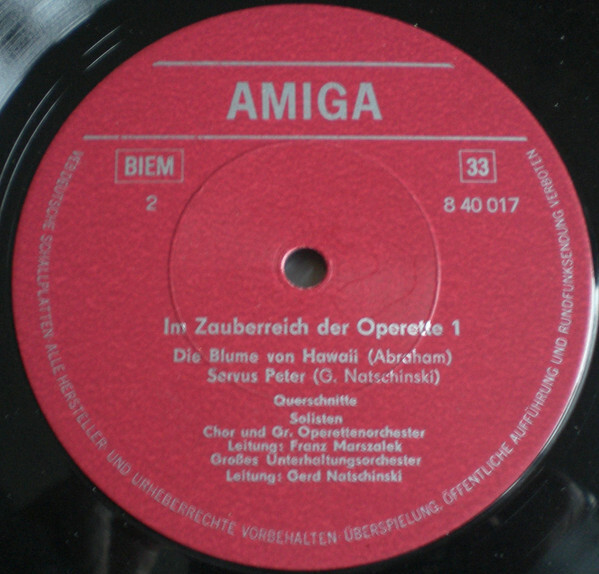 AMIGA
BIEM
33
2
8 40 017
Im Zauberreich der Operette 1
Die Blume von Hawaii (Abraham)
Servus Peter (G. Natschinski)
Querschnitte
Solisten
Chor und Gr. Operettenorchester
Leitung: Franz Marszalek
Großes Unterhaltungsorchester
Leitung: Gerd Natschinski
VEB DEUTSCHE SCHALLPLATTEN · ALLE HERSTELLER- UND URHEBERRECHTE VORBEHALTEN · ÜBERSPIELUNG, ÖFFENTLICHE AUFFÜHRUNG UND RUNDFUNKSENDUNG VERBOTEN